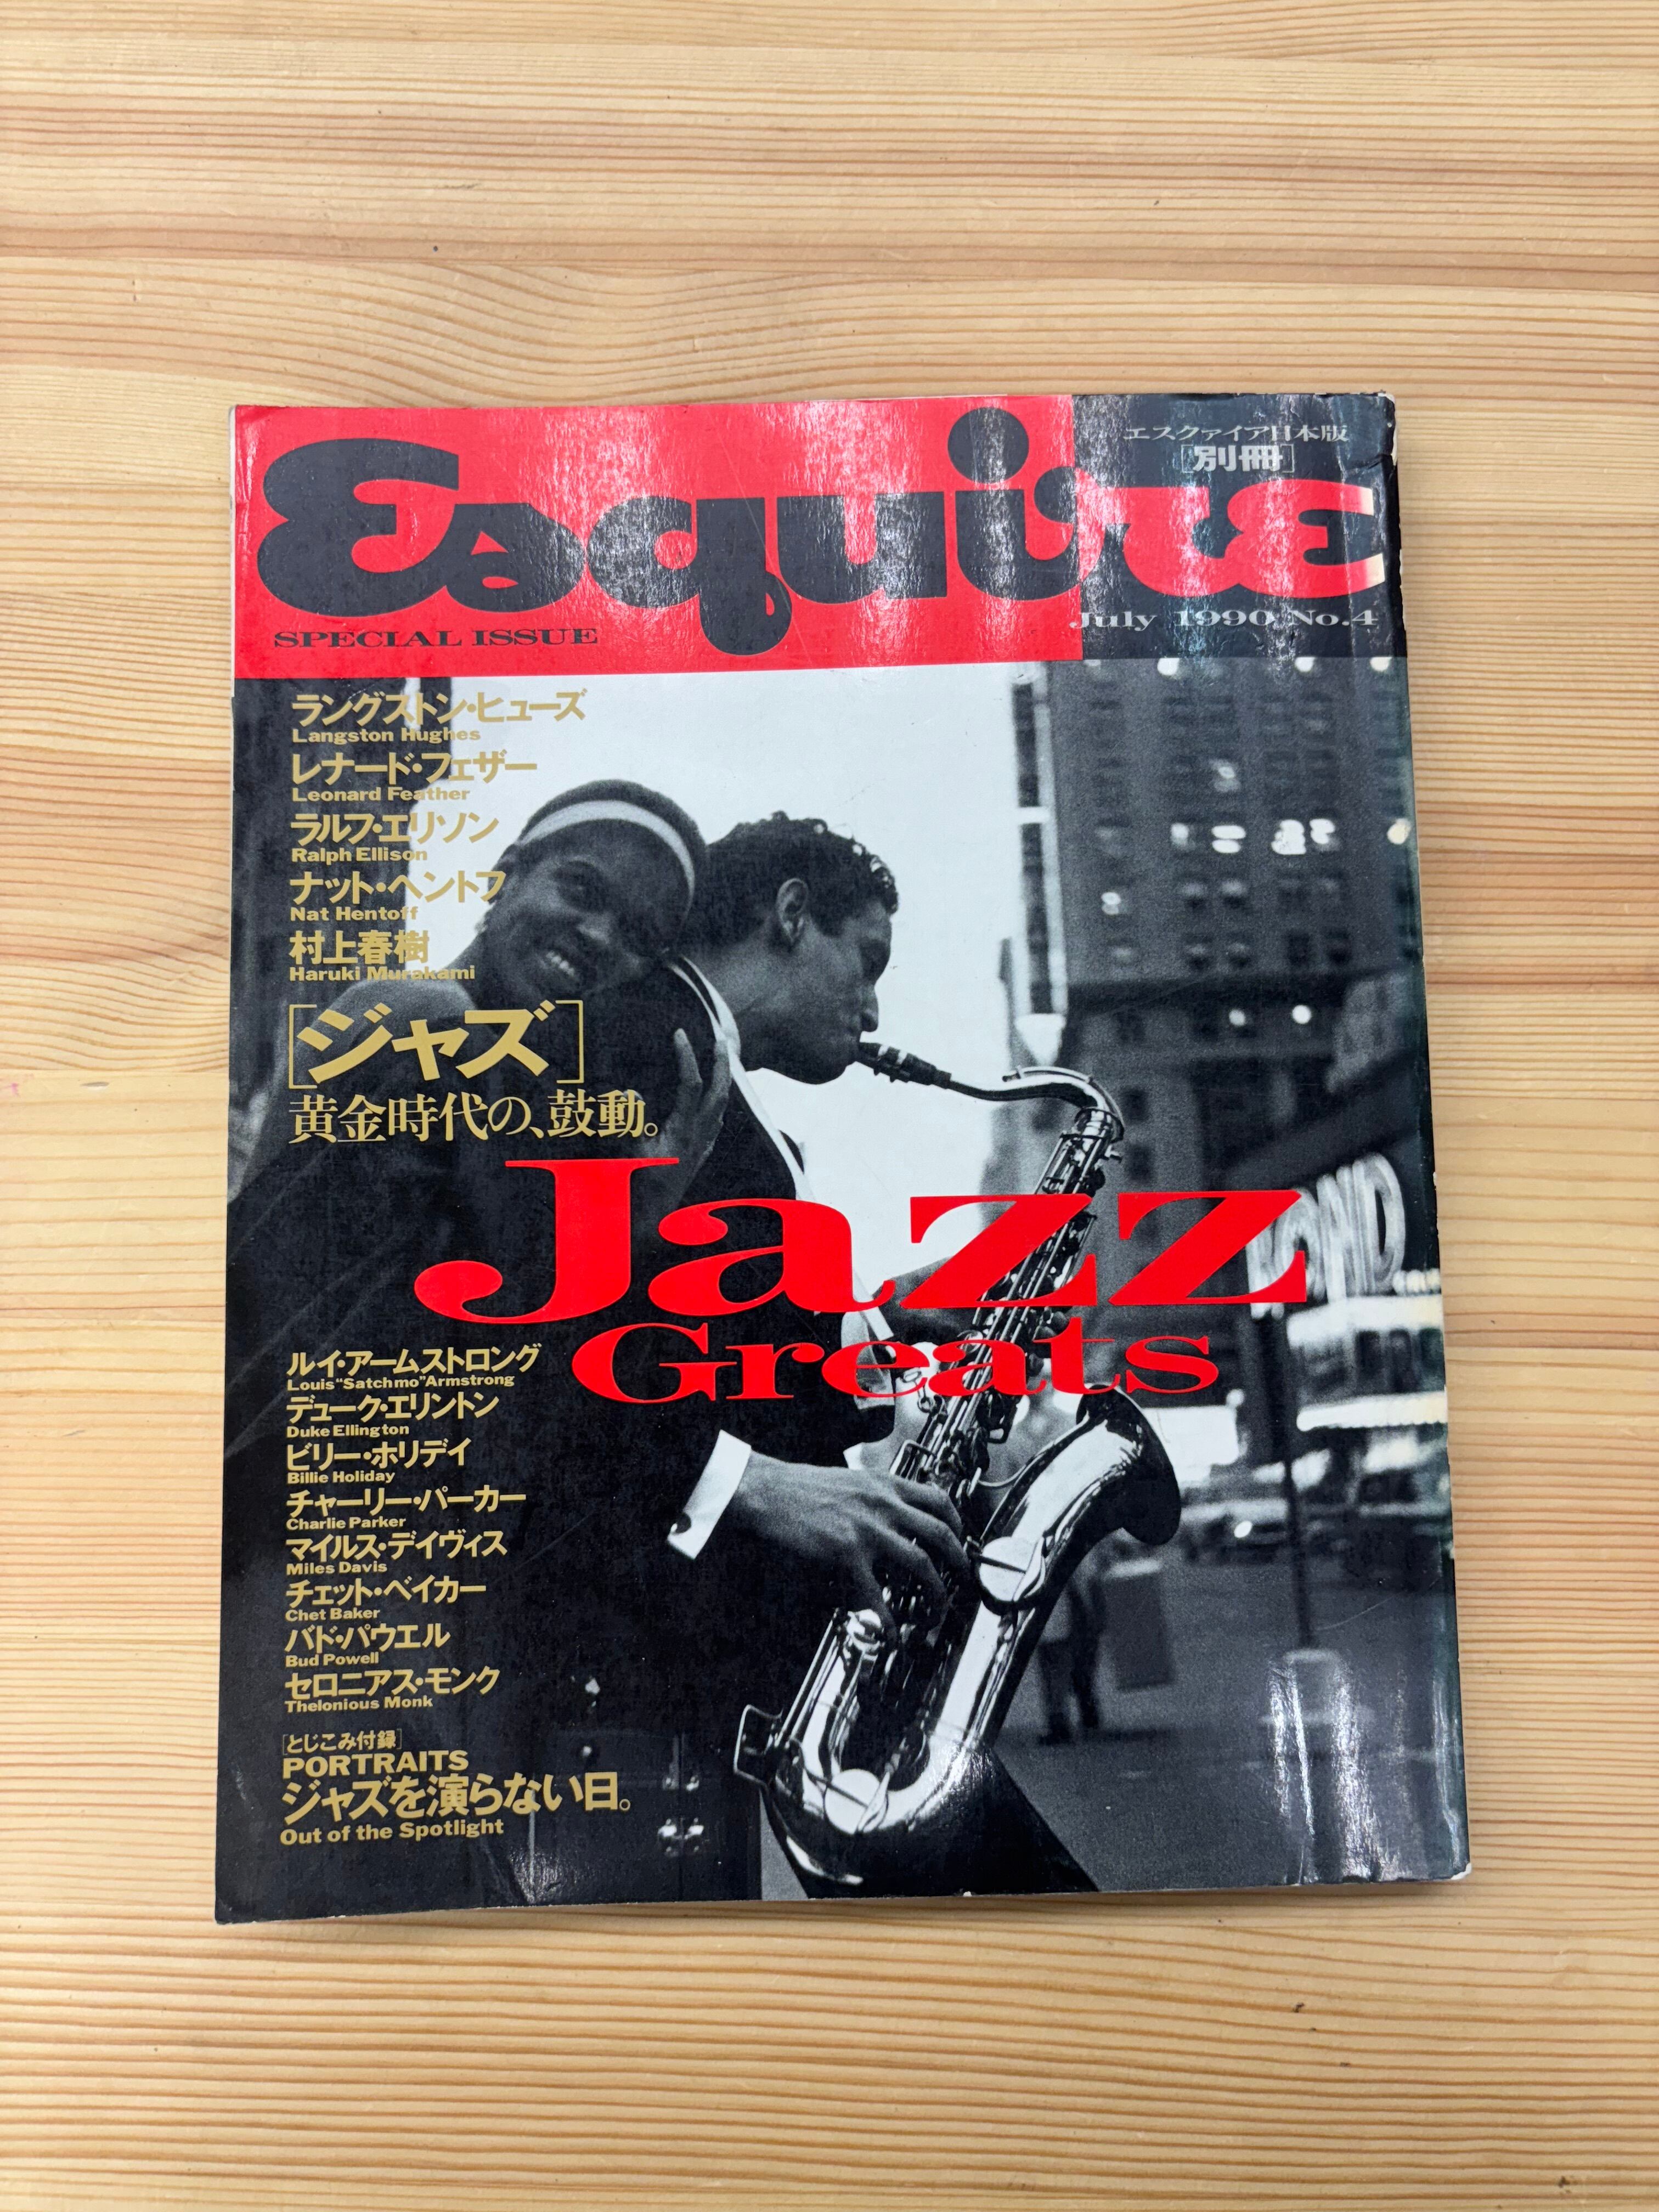 エスクァイア日本版
[別冊]
Esquire
SPECIAL ISSUE
July 1990 No.4
ラングストン・ヒューズ
Langston Hughes
レナード・フェザー
Leonard Feather
ラルフ・エリソン
Ralph Ellison
ナット・ヘントフ
Nat Hentoff
村上春樹
Haruki Murakami
[ジャズ]
黄金時代の、鼓動。
Jazz
Greats
ルイ・アームストロング
Louis "Satchmo" Armstrong
デューク・エリントン
Duke Ellington
ビリー・ホリデイ
Billie Holiday
チャーリー・パーカー
Charlie Parker
マイルス・デイヴィス
Miles Davis
チェット・ベイカー
Chet Baker
バド・パウエル
Bud Powell
セロニアス・モンク
Thelonious Monk
[とじこみ付録]
PORTRAITS
ジャズを演らない日。
Out of the Spotlight